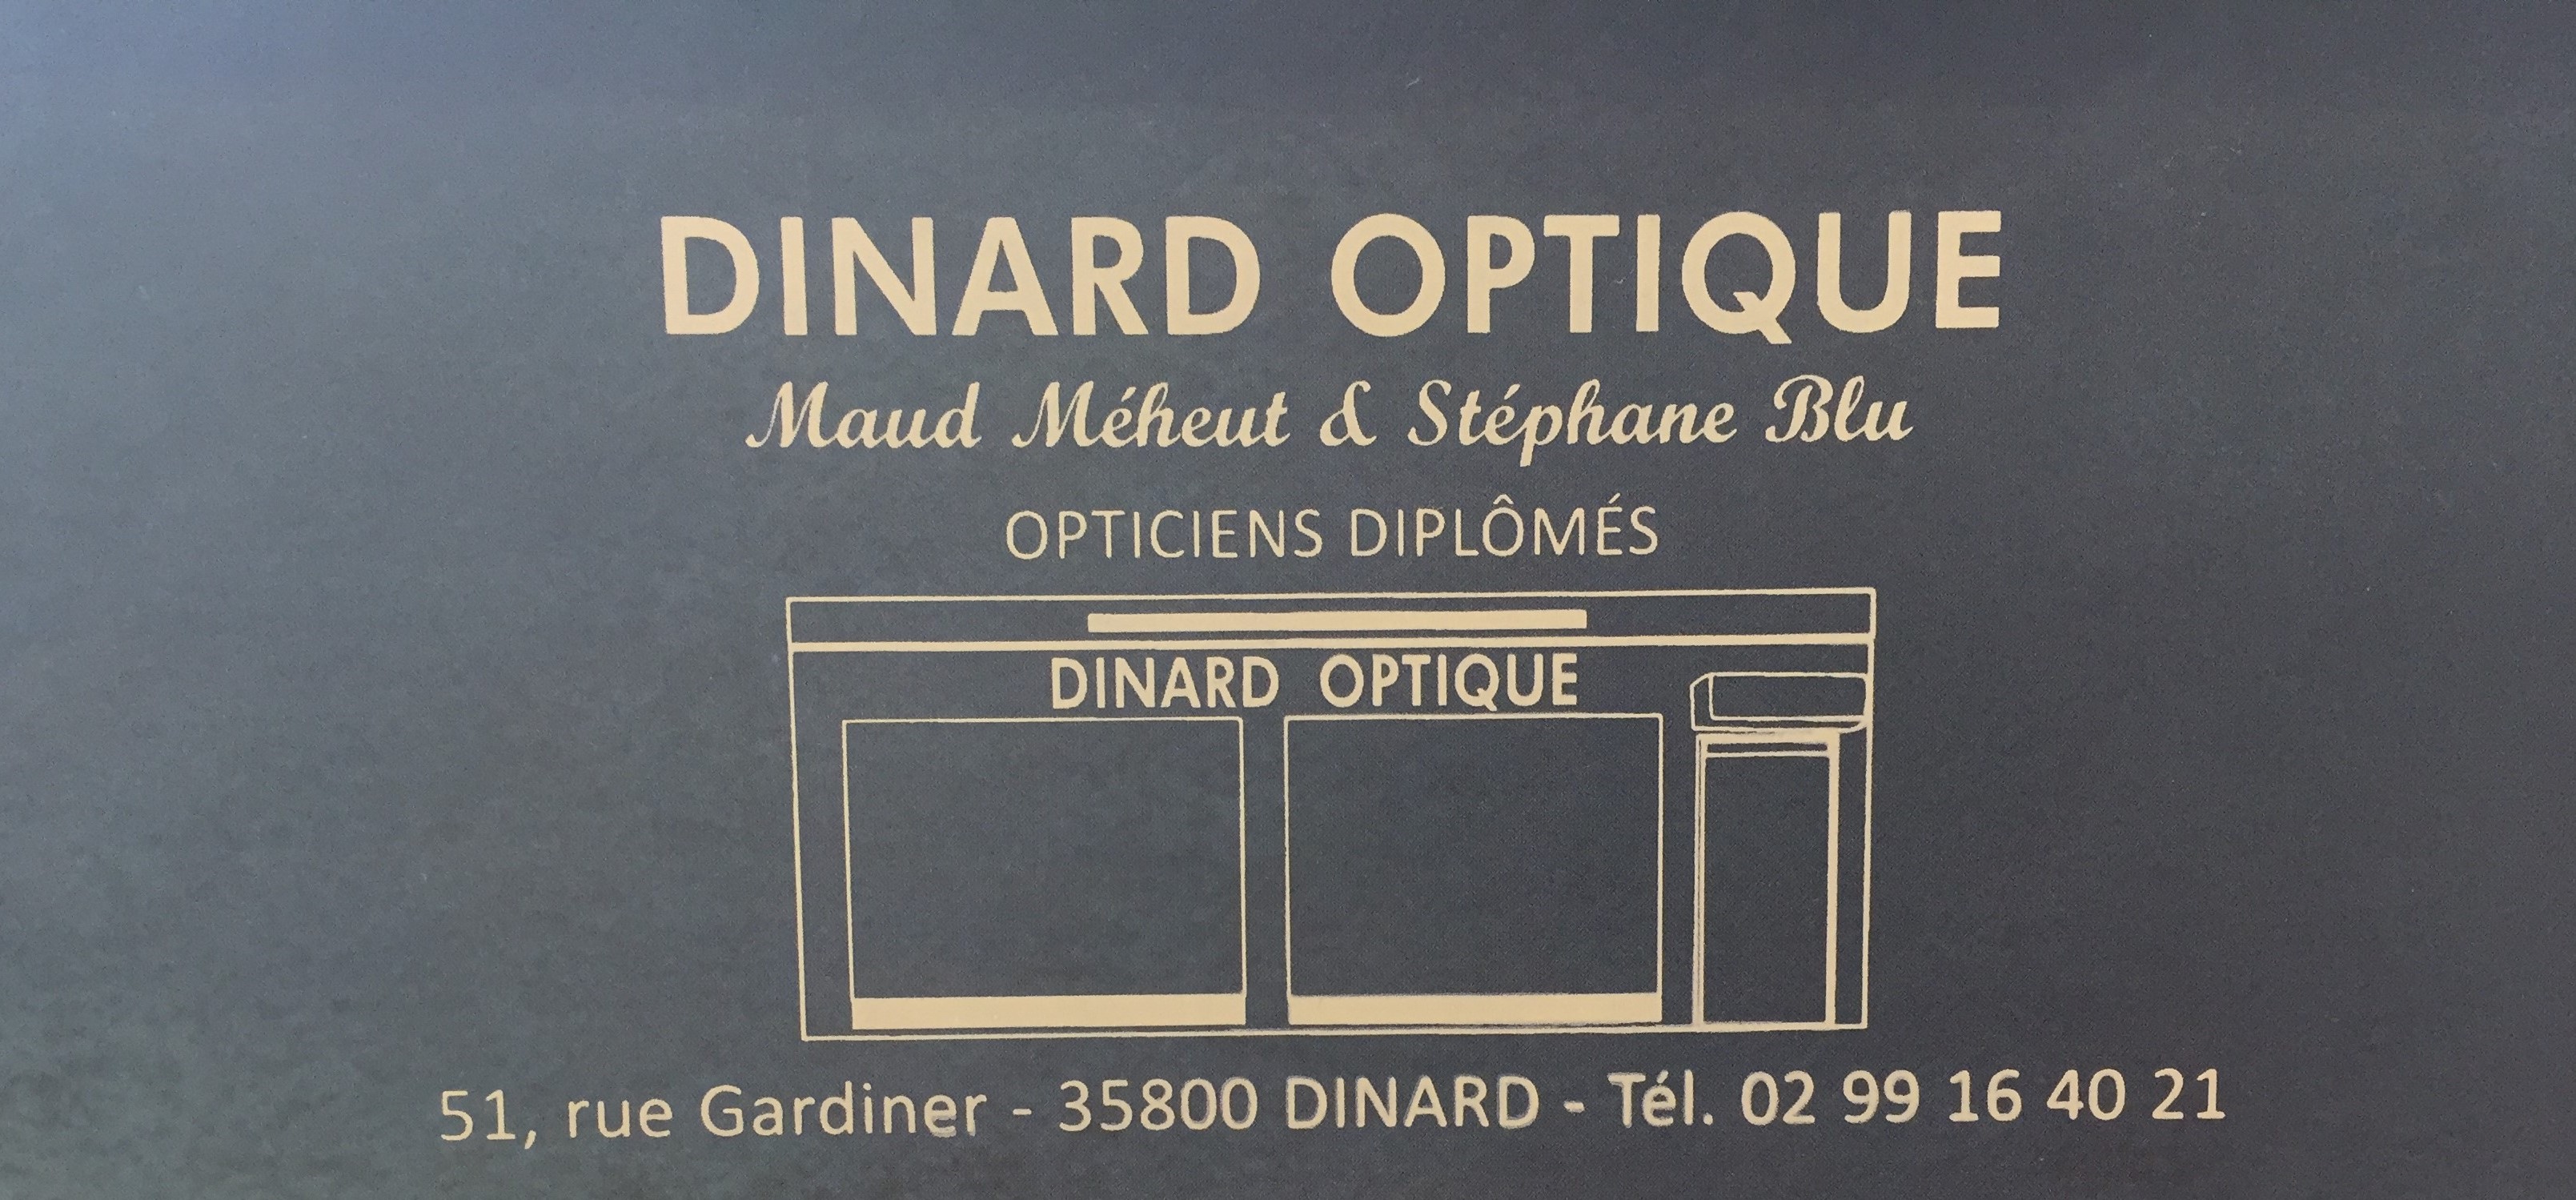 DINARD OPTIQUE
Maud Méheut & Stéphane Blu
OPTICIENS DIPLÔMÉS
DINARD OPTIQUE
51, rue Gardiner - 35800 DINARD - Tél. 02 99 16 40 21